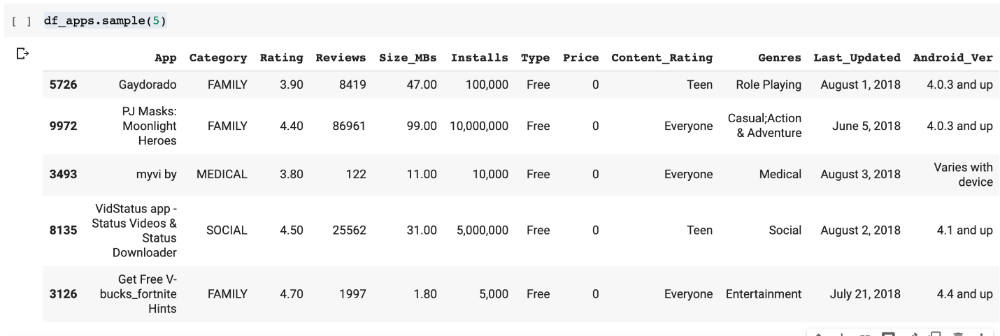 [ ] df_apps.sample(5)
App Category Rating Reviews Size_MBs Installs Type Price Content_Rating Genres Last_Updated Android_Ver
5726 Gaydorado FAMILY 3.90 8419 47.00 100,000 Free 0 Teen Role Playing August 1, 2018 4.0.3 and up
PJ Masks:
9972 Moonlight FAMILY 4.40 86961 99.00 10,000,000 Free 0 Everyone Casual;Action June 5, 2018 4.0.3 and up
Heroes & Adventure
3493 myvi by MEDICAL 3.80 122 11.00 10,000 Free 0 Everyone Medical August 3, 2018 Varies with
device
VidStatus app -
Status Videos &
8135 Status SOCIAL 4.50 25562 31.00 5,000,000 Free 0 Teen Social August 2, 2018 4.1 and up
Downloader
Get Free V-
3126 bucks_fortnite FAMILY 4.70 1997 1.80 5,000 Free 0 Everyone Entertainment July 21, 2018 4.4 and up
Hints